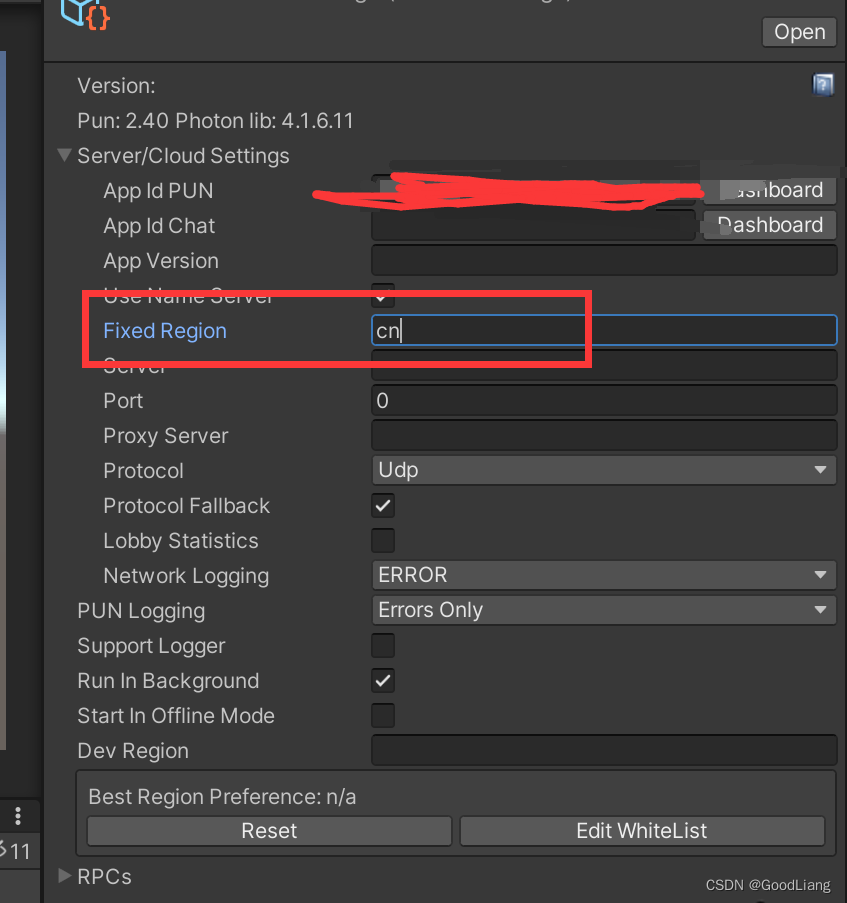 Open
Version:
Pun: 2.40 Photon lib: 4.1.6.11
Server/Cloud Settings
App Id PUN
Dashboard
App Id Chat
Dashboard
App Version
Use Name Server
Fixed Region cn
Server
Port 0
Proxy Server
Protocol Udp
Protocol Fallback
Lobby Statistics
Network Logging ERROR
PUN Logging Errors Only
Support Logger
Run In Background
Start In Offline Mode
Dev Region
Best Region Preference: n/a
Reset Edit WhiteList
11
RPCs
CSDN @GoodLiang